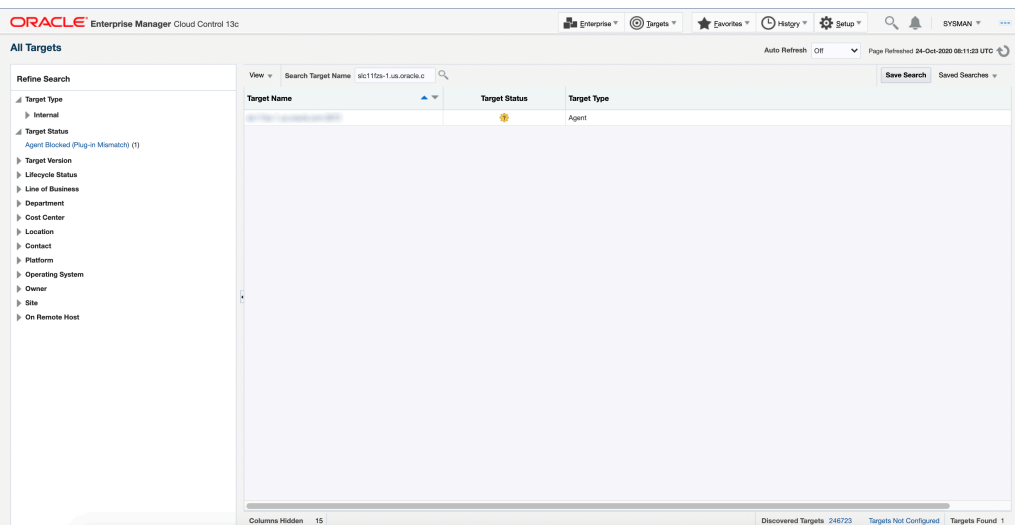 ORACLE Enterprise Manager Cloud Control 13c
Enterprise Targets Favorites History Setup SYSMAN
All Targets
Auto Refresh Off Page Refreshed 24-Oct-2020 08:11:23 UTC
Refine Search
View Search Target Name slc11fzs-1.us.oracle.c Save Search Saved Searches
Target Name Target Status Target Type
Agent
Target Type
Internal
Target Status
Agent Blocked (Plug-in Mismatch) (1)
Target Version
Lifecycle Status
Line of Business
Department
Cost Center
Location
Contact
Platform
Operating System
Owner
Site
On Remote Host
Columns Hidden 15 Discovered Targets 246723 Targets Not Configured Targets Found 1